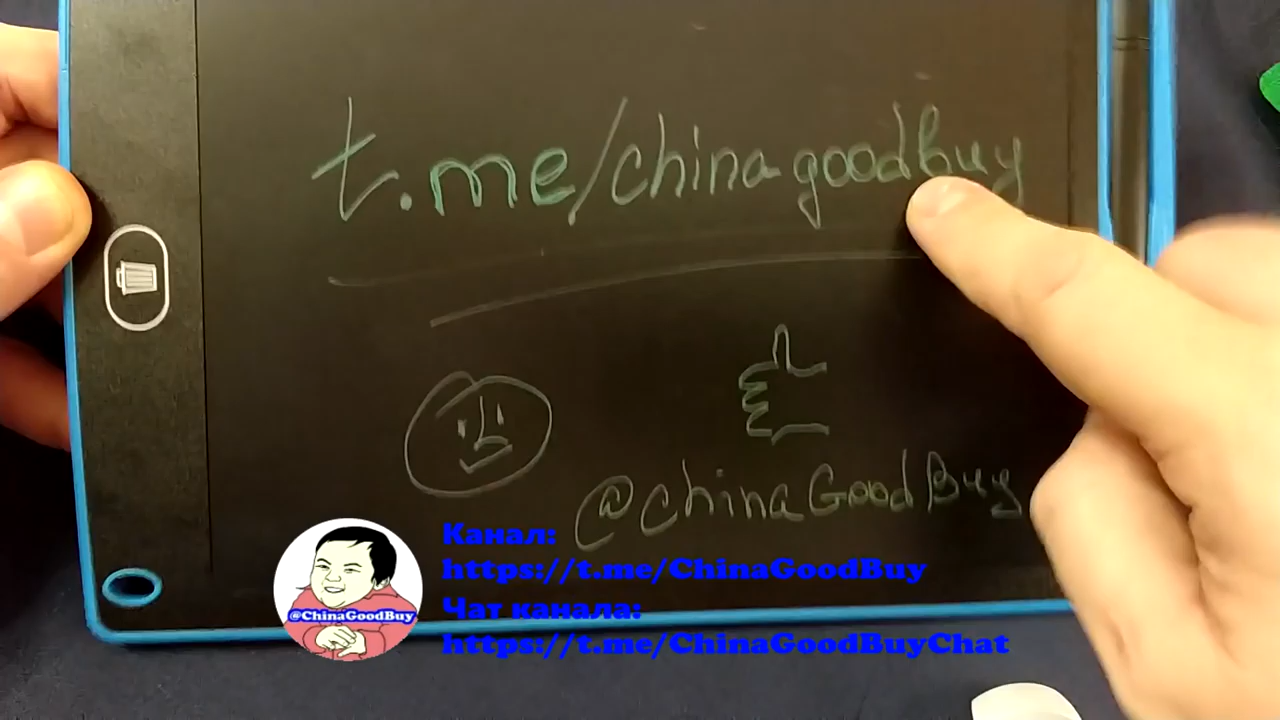 t.me/chinagoodbuy
@chinaGoodBuy
@ChinaGoodBuy
Канал:
https://t.me/ChinaGoodBuy
Чат канала:
https://t.me/ChinaGoodBuyChat